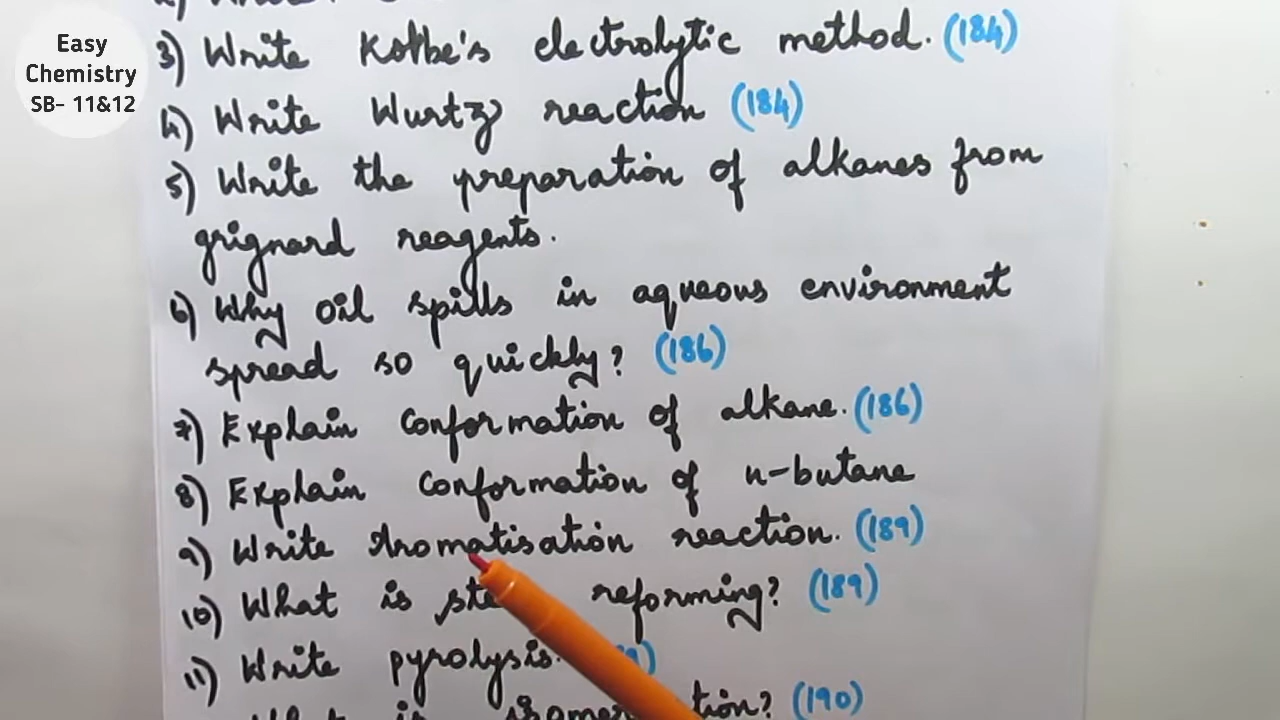 Easy
Chemistry
SB- 11&12
3) Write Kolbe's electrolytic method. (184)
4) Write Wurtz reaction (184)
5) Write the preparation of alkanes from
grignard reagents.
6) Why oil spills in aqueous environment
spread so quickly? (186)
7) Explain Conformation of alkane. (186)
8) Explain Conformation of n-butane
9) Write Aromatisation reaction. (189)
10) What is reforming? (189)
11) Write pyrolysis.
(190)